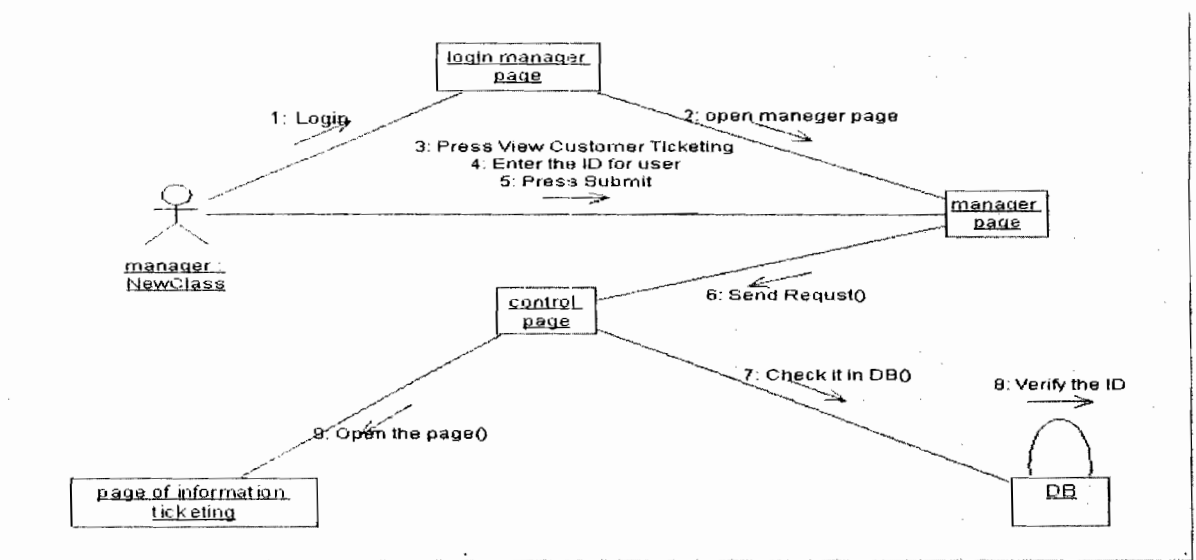 login manager
page
1: Login
2: open maneger page
3: Press View Customer Ticketing
4: Enter the ID for user
5: Press Submit
manager
page
manager :
NewClass
6: Send Requst()
control
page
7: Check it in DB()
8: Verify the ID
9: Open the page()
page of information
ticketing
DB